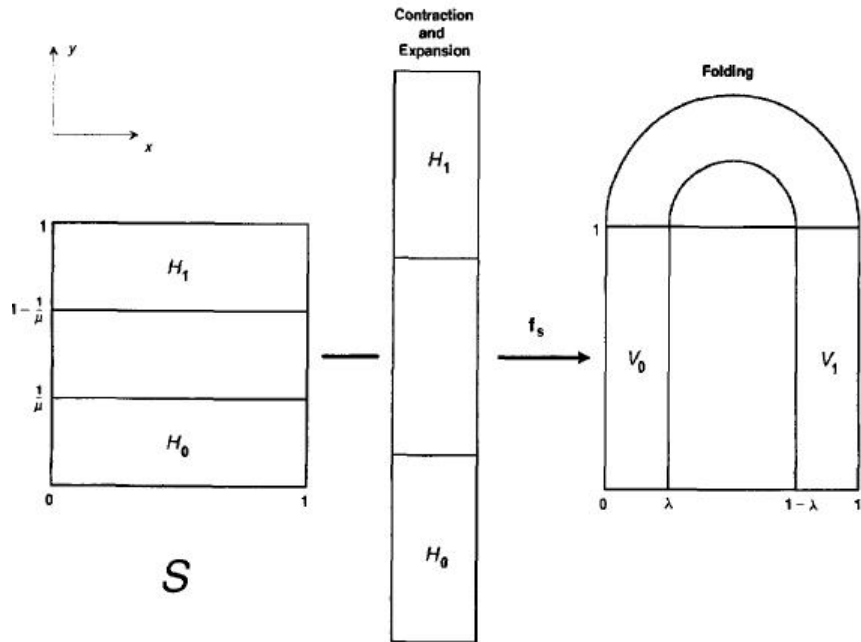 Contraction
and
Expansion
Folding
y
x
H₁
1
H₁
1 - 1/μ
1/μ
H₀
0
1
S
H₀
fₛ
1
V₀
V₁
0
λ
1 - λ
1